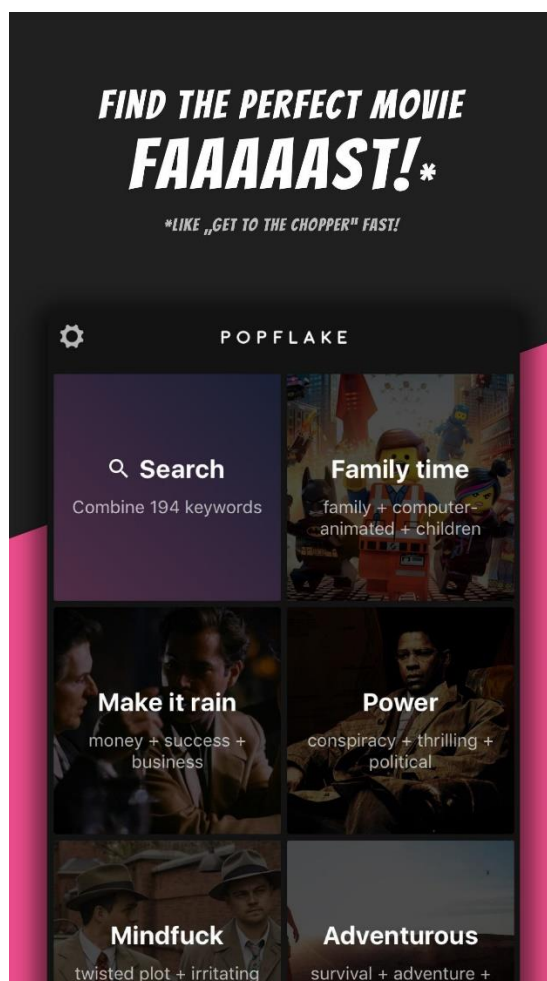 FIND THE PERFECT MOVIE
FAAAAAST!*
*LIKE „GET TO THE CHOPPER" FAST!
POPFLAKE
Search
Combine 194 keywords
Family time
family + computer-
animated + children
Make it rain
money + success +
business
Power
conspiracy + thrilling +
political
Mindfuck
twisted plot + irritating
Adventurous
survival + adventure +